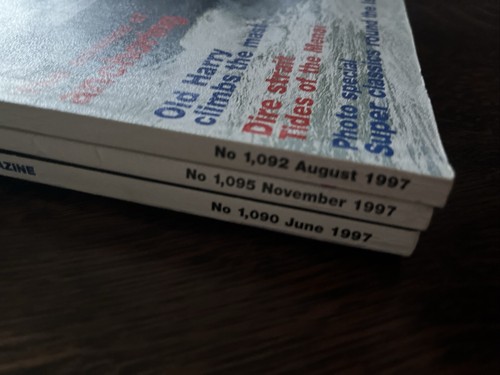 Old Harry
climbs the mast
Dire strait
Tides of the Menai
Photo special
Super classics round the
No 1,092 August 1997
No 1,095 November 1997
AZINE
No 1,090 June 1997